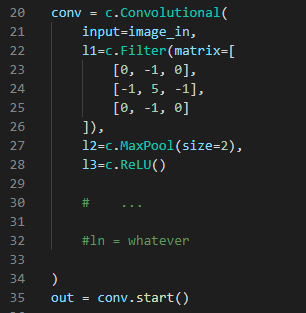 20 conv = c.Convolutional(
21     input=image_in,
22     l1=c.Filter(matrix=[
23         [0, -1, 0],
24         [-1, 5, -1],
25         [0, -1, 0]
26     ]),
27     l2=c.MaxPool(size=2),
28     l3=c.ReLU()
29
30     #    ...
31
32     #ln = whatever
33
34 )
35 out = conv.start()